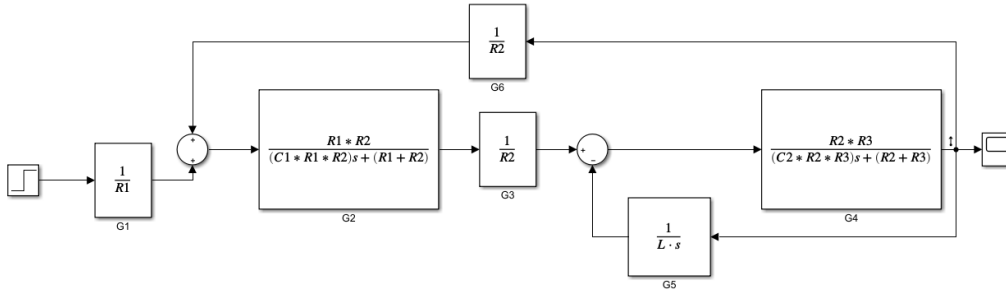 1
R2
G6
+
+
1
R1
G1
R1 * R2
(C1 * R1 * R2)s + (R1 + R2)
G2
1
R2
G3
+
−
R2 * R3
(C2 * R2 * R3)s + (R2 + R3)
G4
1
L · s
G5